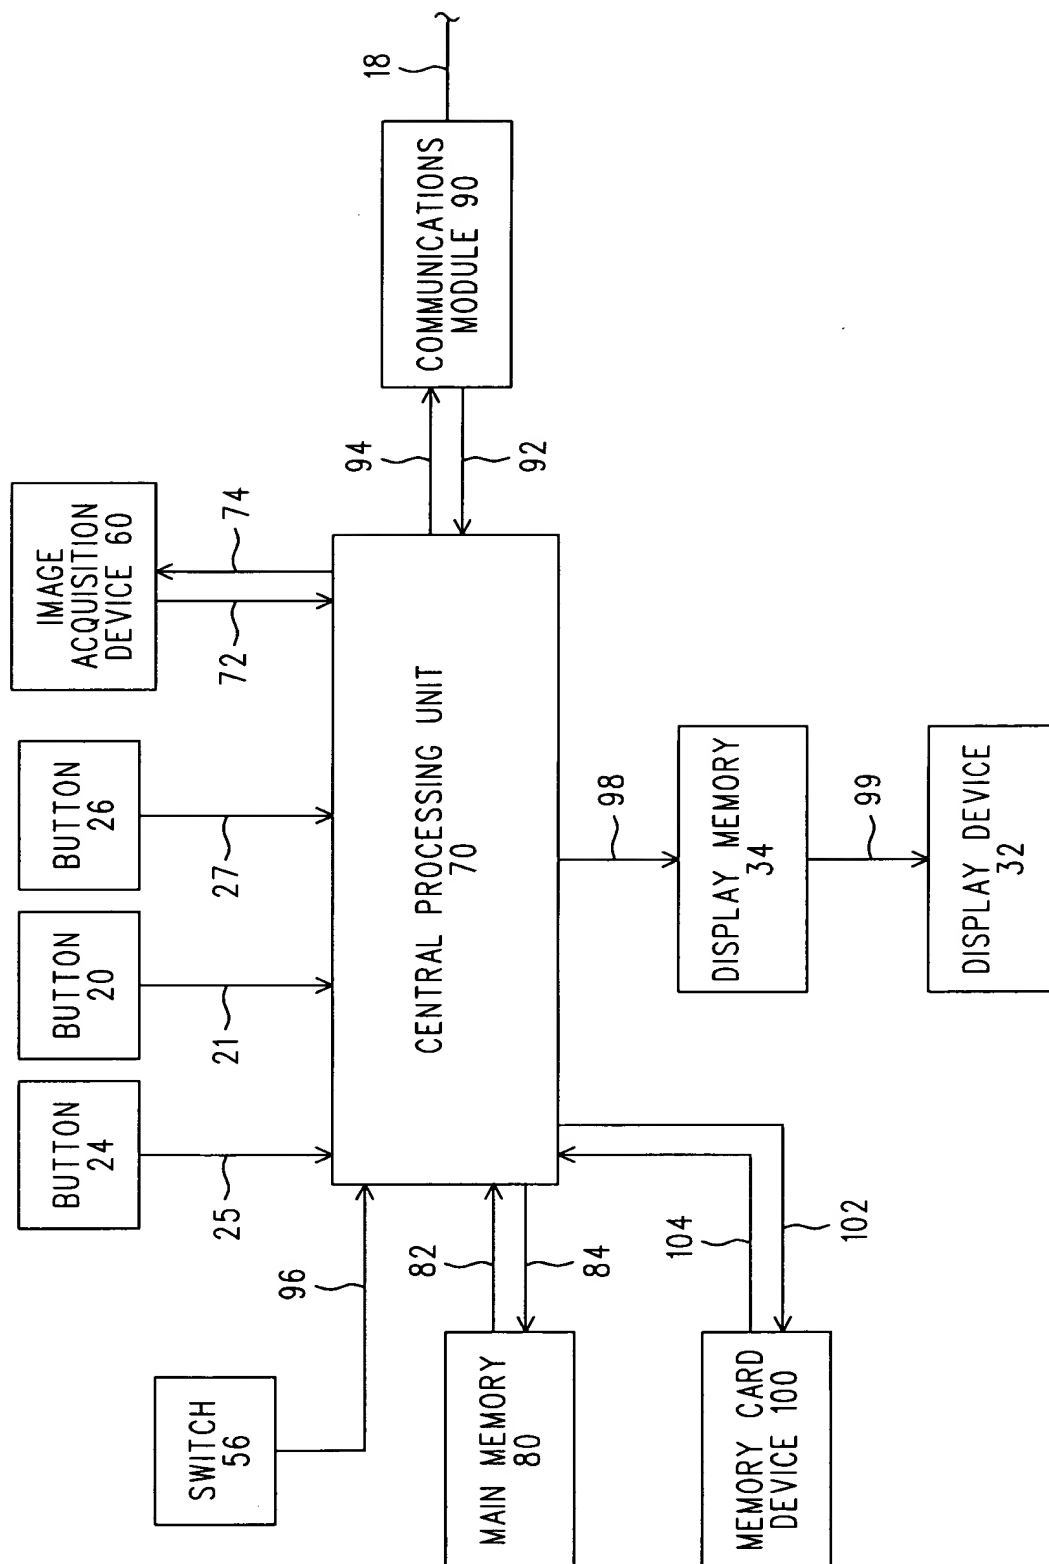 SWITCH
56
96
BUTTON
24
25
BUTTON
20
21
BUTTON
26
27
IMAGE
ACQUISITION
DEVICE 60
72
74
MAIN MEMORY
80
82
84
CENTRAL PROCESSING UNIT
70
94
92
COMMUNICATIONS
MODULE 90
18
MEMORY CARD
DEVICE 100
104
102
98
DISPLAY MEMORY
34
99
DISPLAY DEVICE
32